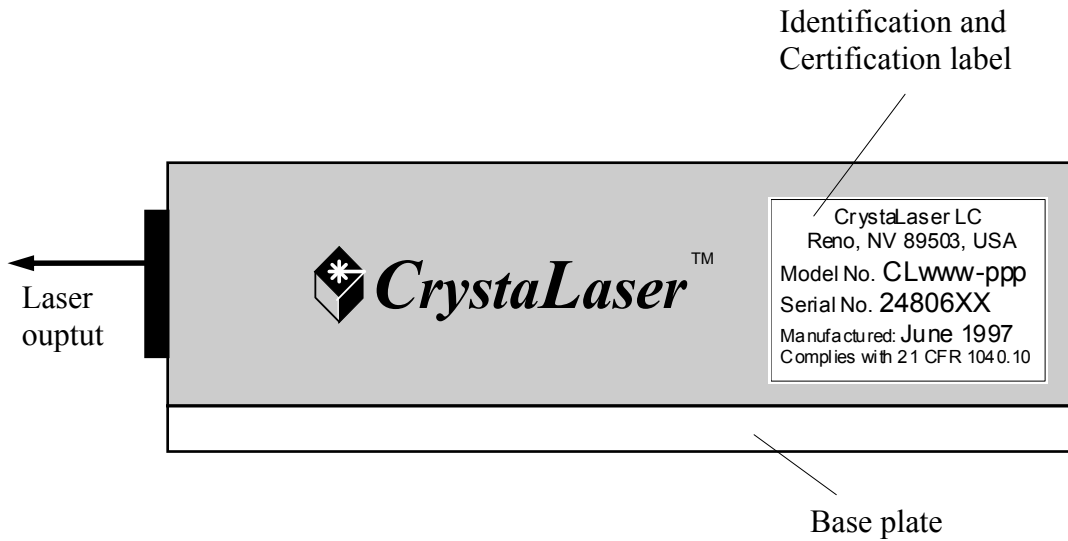 Identification and
Certification label
CrystaLaser LC
Reno, NV 89503, USA
Model No. CLwww-ppp
Serial No. 24806XX
Manufactured: June 1997
Complies with 21 CFR 1040.10
CrystaLaser™
Laser
ouptut
Base plate